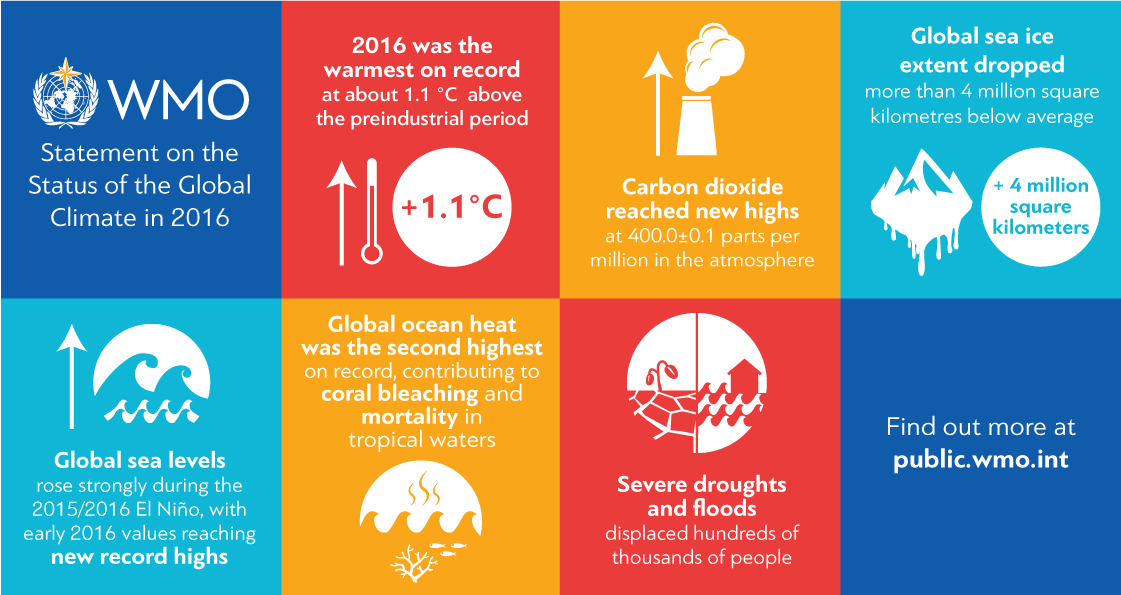 WMO
Statement on the
Status of the Global
Climate in 2016
2016 was the
warmest on record
at about 1.1 °C above
the preindustrial period
+1.1°C
Carbon dioxide
reached new highs
at 400.0±0.1 parts per
million in the atmosphere
Global sea ice
extent dropped
more than 4 million square
kilometres below average
+ 4 million
square
kilometers
Global sea levels
rose strongly during the
2015/2016 El Niño, with
early 2016 values reaching
new record highs
Global ocean heat
was the second highest
on record, contributing to
coral bleaching and
mortality in
tropical waters
Severe droughts
and floods
displaced hundreds of
thousands of people
Find out more at
public.wmo.int